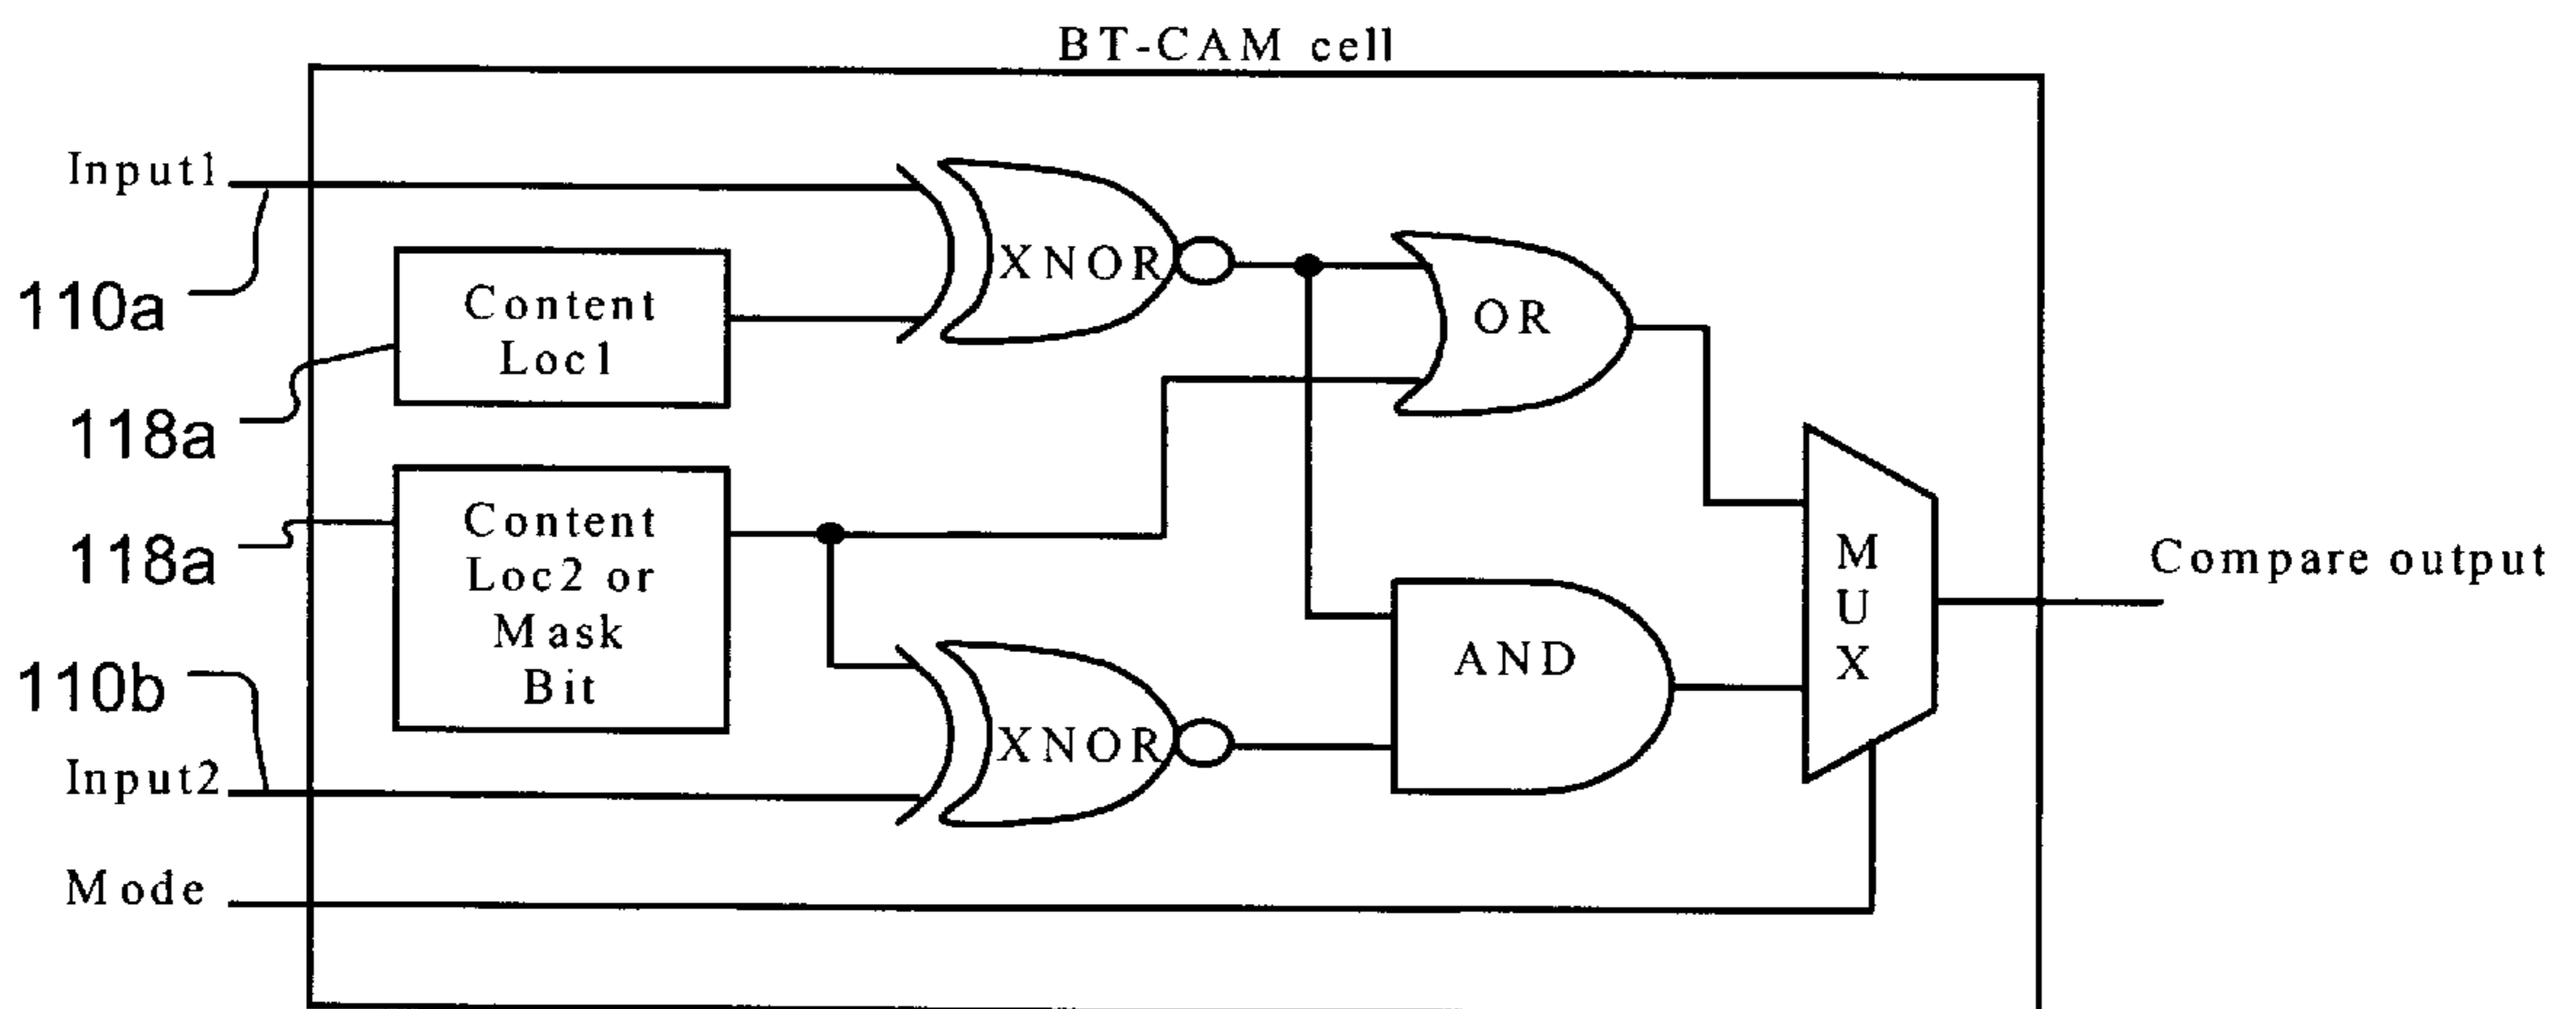 BT-CAM cell
Input1
110a
Content
Loc1
118a
XNOR
OR
Content
Loc2 or
Mask
Bit
118a
110b
Input2
XNOR
AND
M
U
X
Compare output
Mode